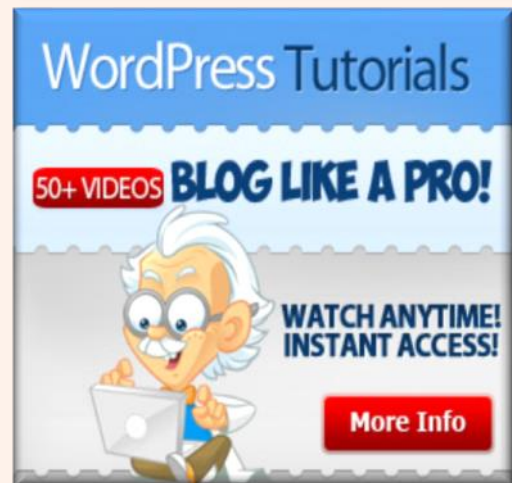 WordPress Tutorials
50+ VIDEOS BLOG LIKE A PRO!
WATCH ANYTIME!
INSTANT ACCESS!
More Info